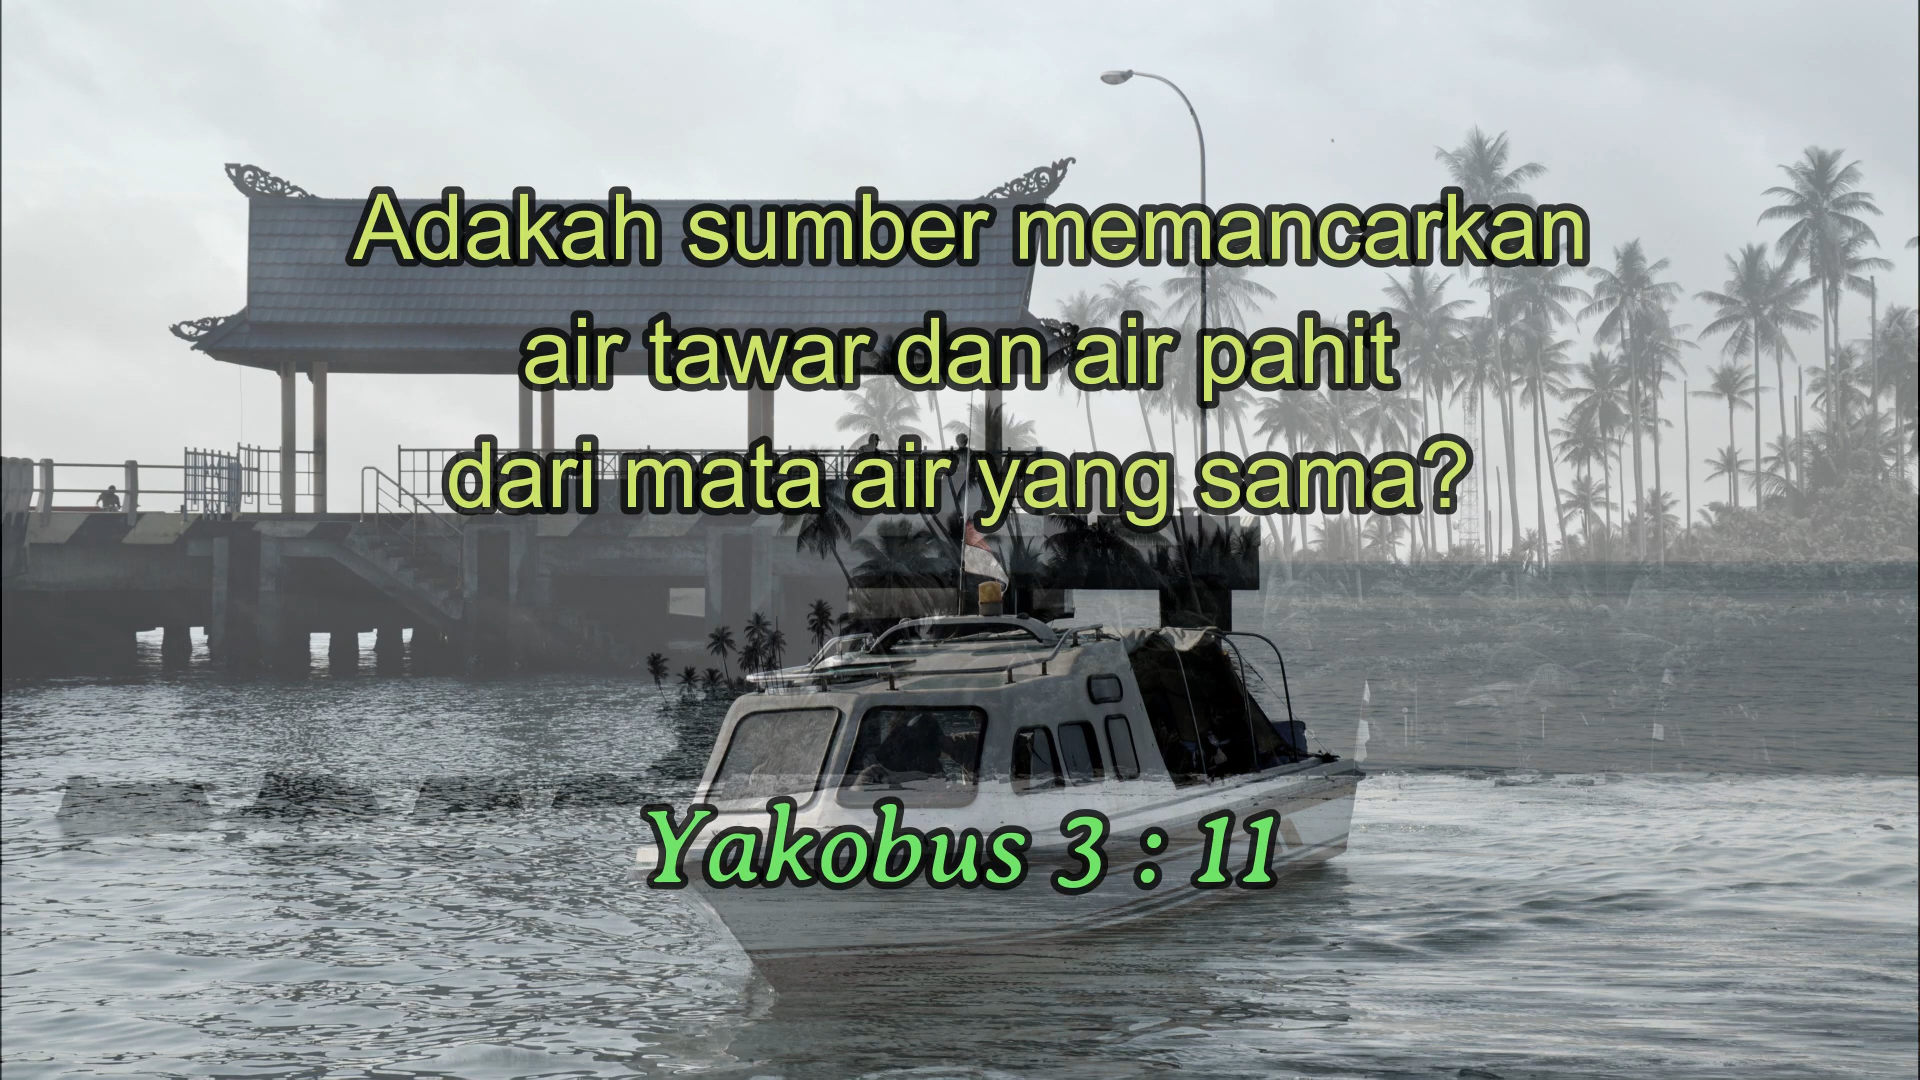 Adakah sumber memancarkan
air tawar dan air pahit
dari mata air yang sama?
Yakobus 3 : 11